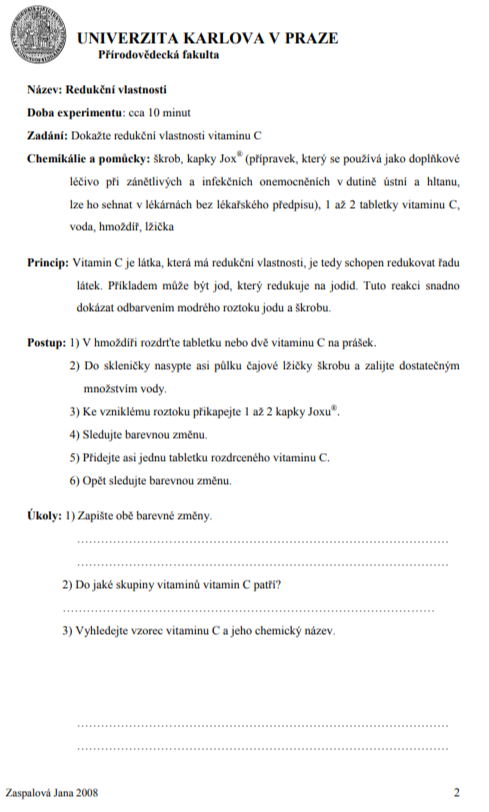 UNIVERZITA KARLOVA V PRAZE
Přírodovědecká fakulta
Název: Redukční vlastnosti
Doba experimentu: cca 10 minut
Zadání: Dokažte redukční vlastnosti vitaminu C
Chemikálie a pomůcky: škrob, kapky Jox® (přípravek, který se používá jako doplňkové
léčivo při zánětlivých a infekčních onemocněních v dutině ústní a hltanu,
lze ho sehnat v lékárnách bez lékařského předpisu), 1 až 2 tabletky vitaminu C,
voda, hmoždíř, lžička
Princip: Vitamin C je látka, která má redukční vlastnosti, je tedy schopen redukovat řadu
látek. Příkladem může být jod, který redukuje na jodid. Tuto reakci snadno
dokázat odbarvením modrého roztoku jodu a škrobu.
Postup: 1) V hmoždíři rozdrťte tabletku nebo dvě vitaminu C na prášek.
2) Do skleničky nasypte asi půlku čajové lžičky škrobu a zalijte dostatečným
množstvím vody.
3) Ke vzniklému roztoku přikapejte 1 až 2 kapky Joxu®.
4) Sledujte barevnou změnu.
5) Přidejte asi jednu tabletku rozdrceného vitaminu C.
6) Opět sledujte barevnou změnu.
Úkoly: 1) Zapište obě barevné změny.
2) Do jaké skupiny vitaminů vitamin C patří?
3) Vyhledejte vzorec vitaminu C a jeho chemický název.
Zaspalová Jana 2008 2